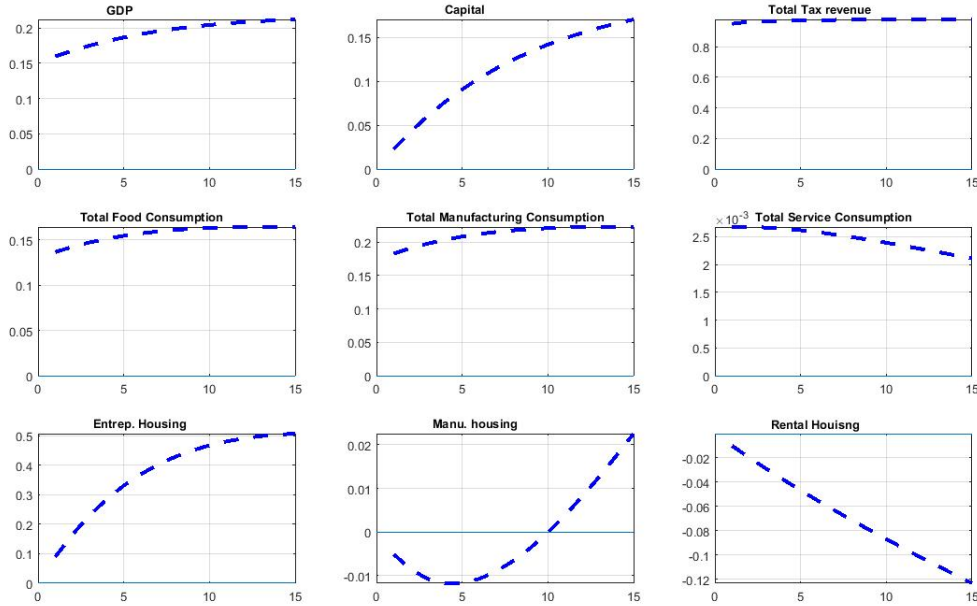 GDP
0.2
0.15
0.1
0.05
0
0 5 10 15
Capital
0.15
0.1
0.05
0
0 5 10 15
Total Tax revenue
0.8
0.6
0.4
0.2
0
0 5 10 15
Total Food Consumption
0.15
0.1
0.05
0
0 5 10 15
Total Manufacturing Consumption
0.2
0.15
0.1
0.05
0
0 5 10 15
×10⁻³ Total Service Consumption
2.5
2
1.5
1
0.5
0
0 5 10 15
Entrep. Housing
0.5
0.4
0.3
0.2
0.1
0
0 5 10 15
Manu. housing
0.02
0.01
0
-0.01
0 5 10 15
Rental Houisng
-0.02
-0.04
-0.06
-0.08
-0.1
-0.12
0 5 10 15